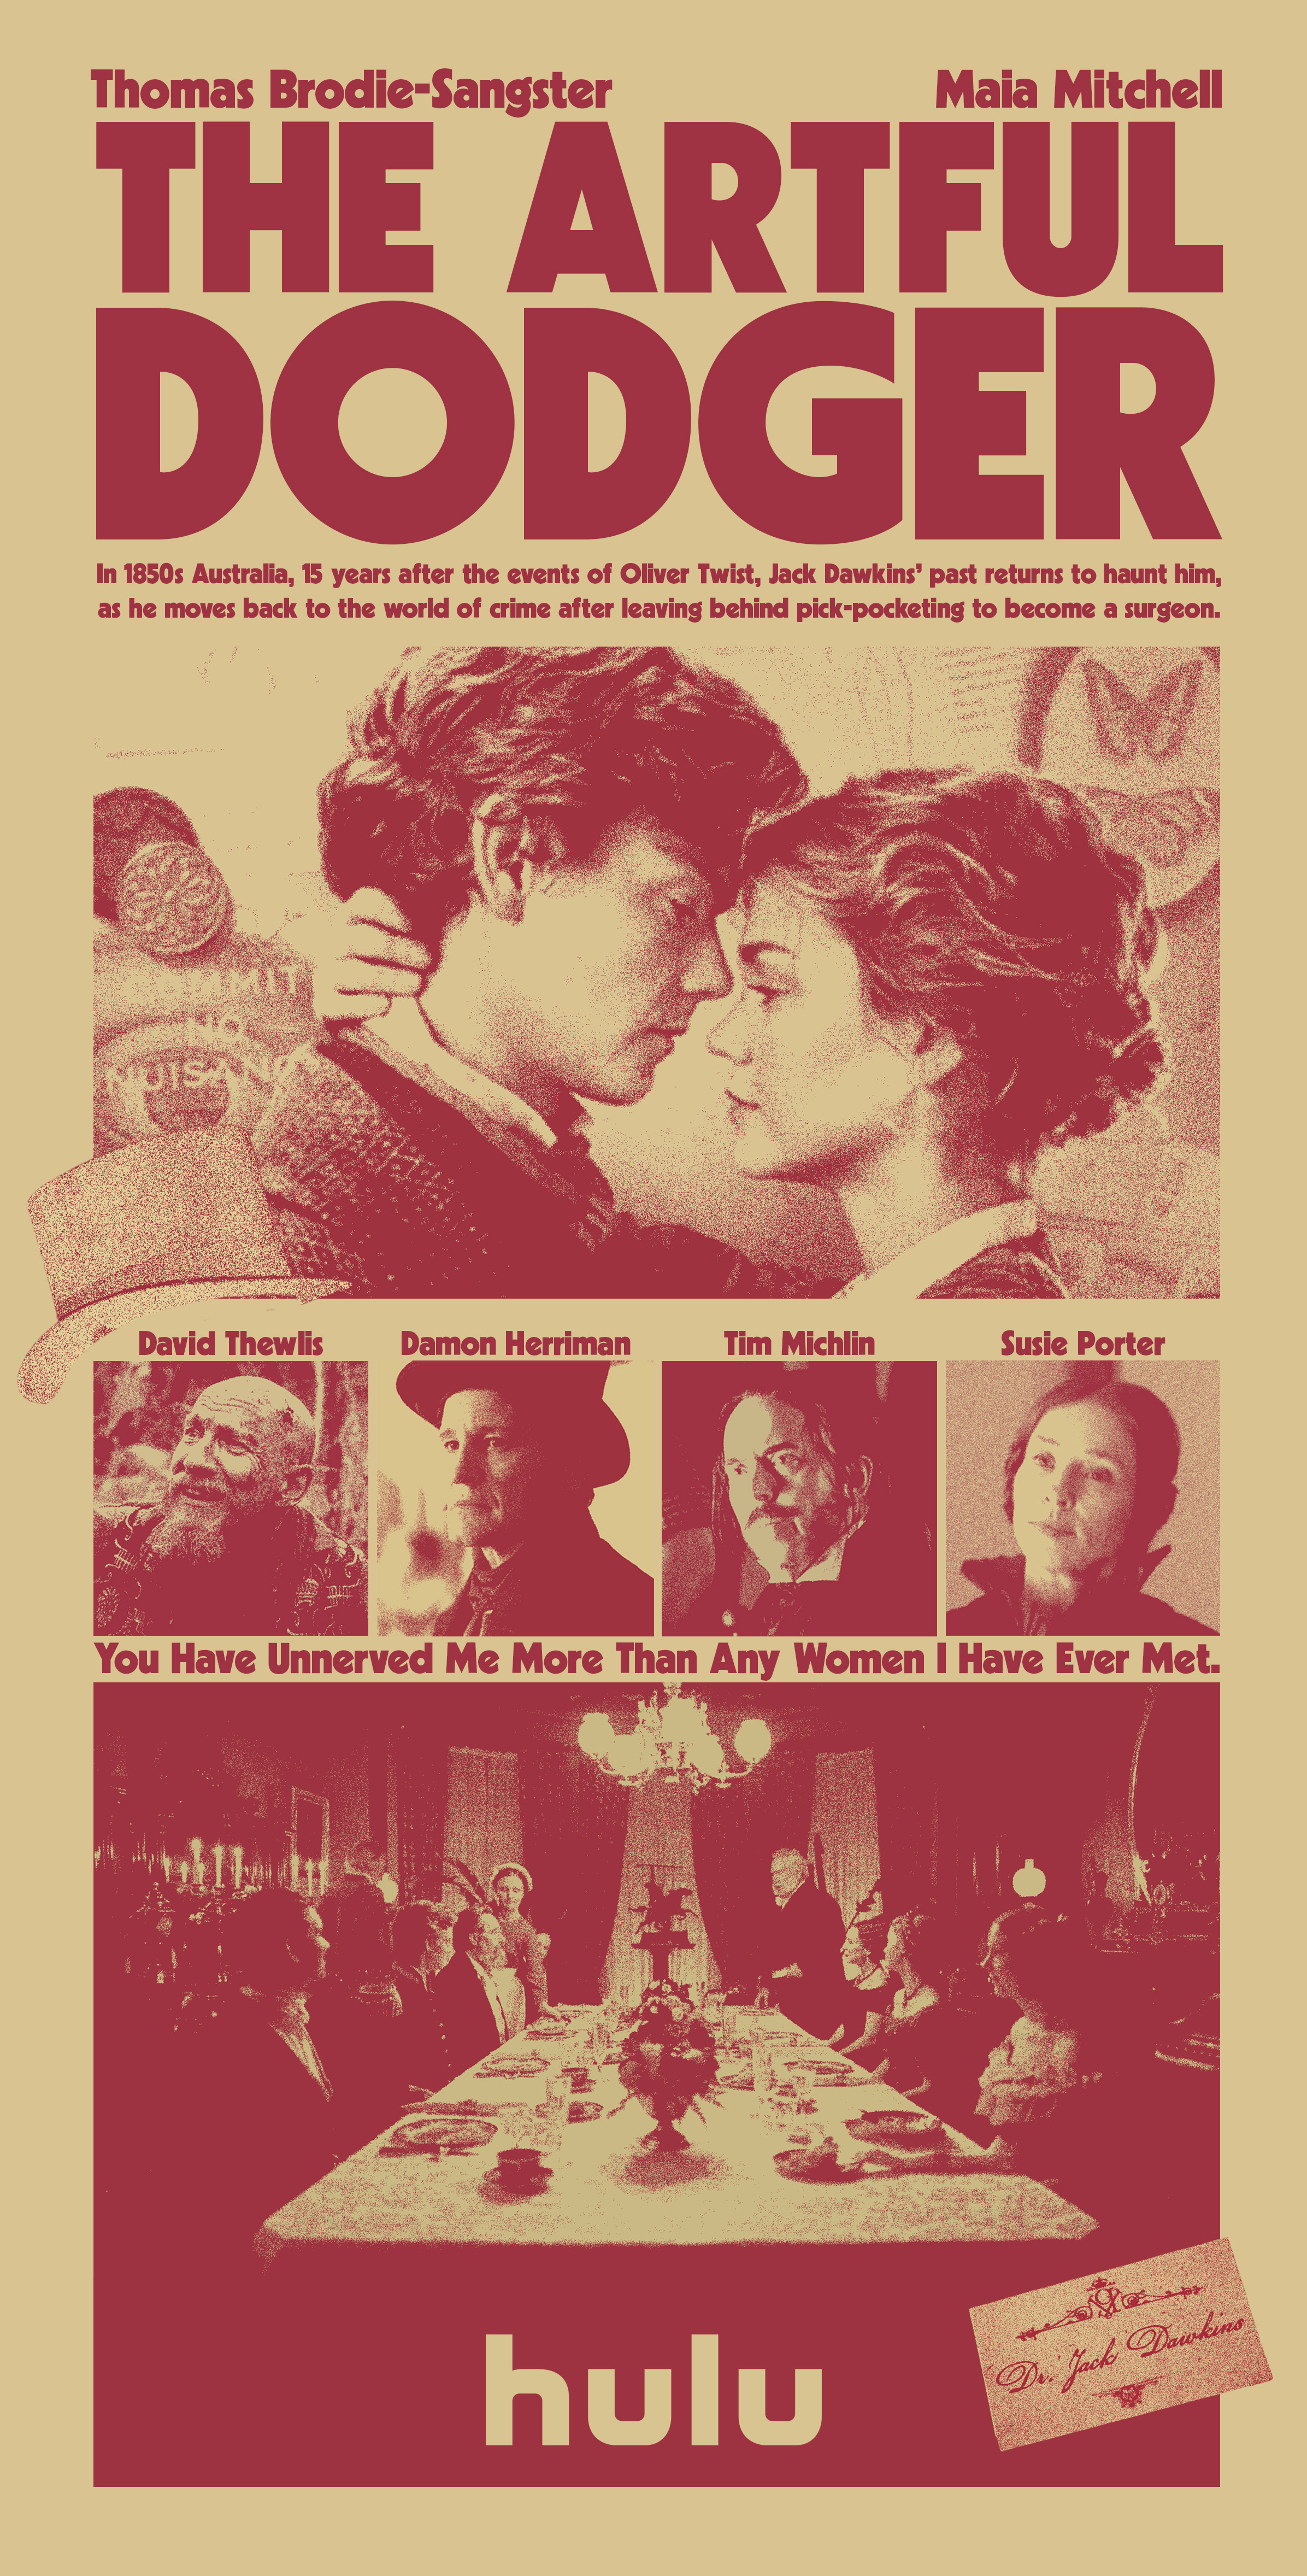 Thomas Brodie-Sangster Maia Mitchell
THE ARTFUL
DODGER
In 1850s Australia, 15 years after the events of Oliver Twist, Jack Dawkins' past returns to haunt him,
as he moves back to the world of crime after leaving behind pick-pocketing to become a surgeon.
COMMIT
NO
NUISANC
David Thewlis Damon Herriman Tim Michlin Susie Porter
You Have Unnerved Me More Than Any Women I Have Ever Met.
Dr. Jack Dawkins
hulu